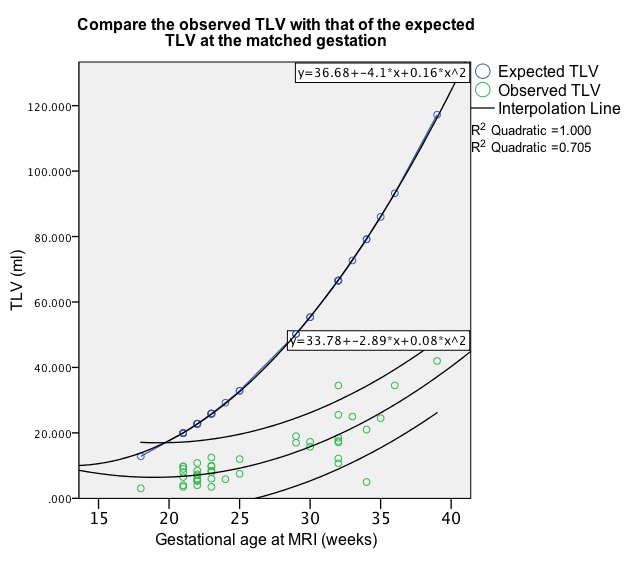 Compare the observed TLV with that of the expected
TLV at the matched gestation
y=36.68+-4.1*x+0.16*x^2
Expected TLV
Observed TLV
Interpolation Line
R² Quadratic =1.000
R² Quadratic =0.705
y=33.78+-2.89*x+0.08*x^2
TLV (ml)
120.000
100.000
80.000
60.000
40.000
20.000
.000
15 20 25 30 35 40
Gestational age at MRI (weeks)